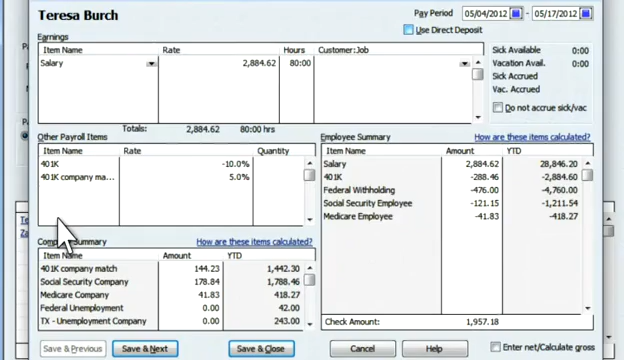 Teresa Burch
Pay Period 05/04/2012 - 05/17/2012
Use Direct Deposit
Earnings
Item Name Rate Hours Customer:Job
Salary 2,884.62 80:00
Sick Available 0:00
Vacation Avail. 0:00
Sick Accrued
Vac. Accrued
Do not accrue sick/vac
Totals: 2,884.62 80:00 hrs
Other Payroll Items
Item Name Rate Quantity
401K -10.0%
401K company ma... 5.0%
Employee Summary How are these items calculated?
Item Name Amount YTD
Salary 2,884.62 28,846.20
401K -288.46 -2,884.60
Federal Withholding -476.00 -4,760.00
Social Security Employee -121.15 -1,211.54
Medicare Employee -41.83 -418.27
Check Amount: 1,957.18
Summary How are these items calculated?
Item Name Amount YTD
401K company match 144.23 1,442.30
Social Security Company 178.84 1,788.46
Medicare Company 41.83 418.27
Federal Unemployment 0.00 42.00
TX - Unemployment Company 0.00 243.00
Save & Previous Save & Next Save & Close Cancel Help Enter net/Calculate gross